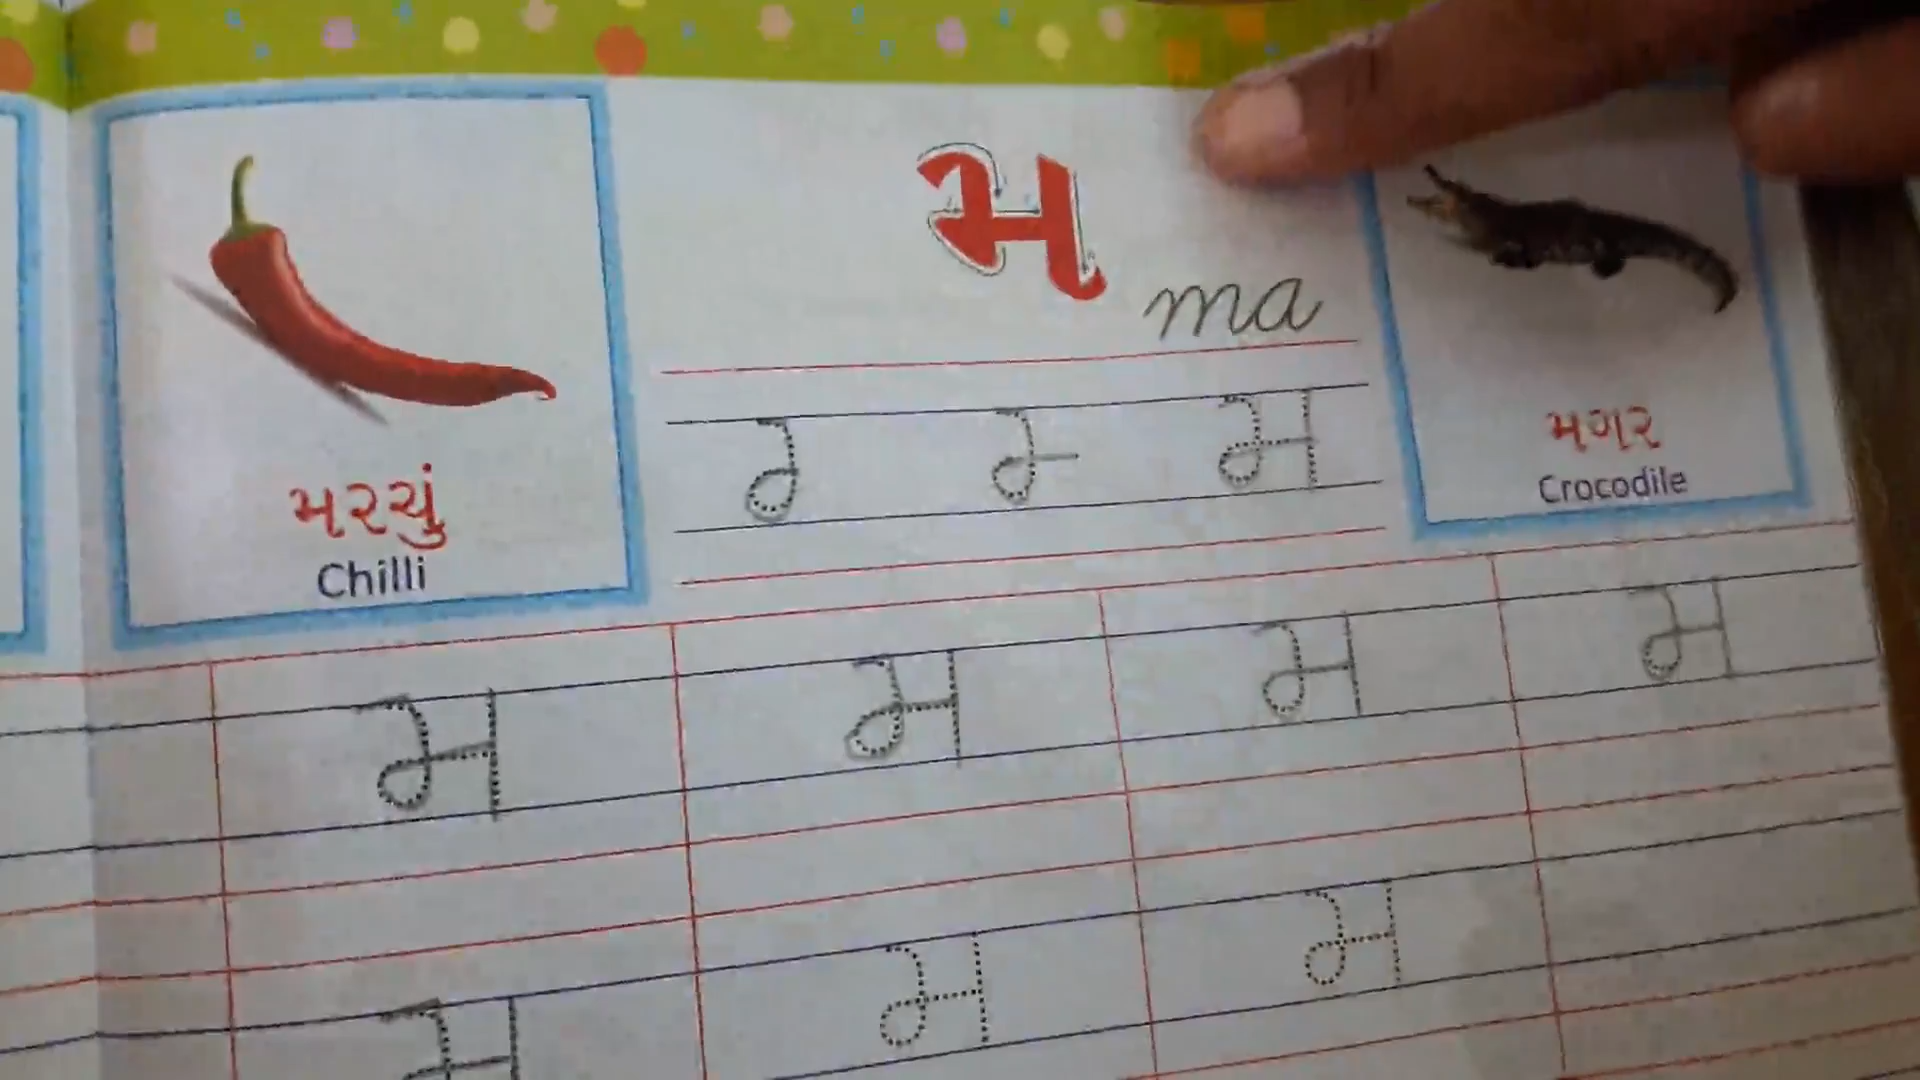 મ
ma
મરચું
Chilli
મગર
Crocodile
મ
મ મ મ મ
મ મ મ